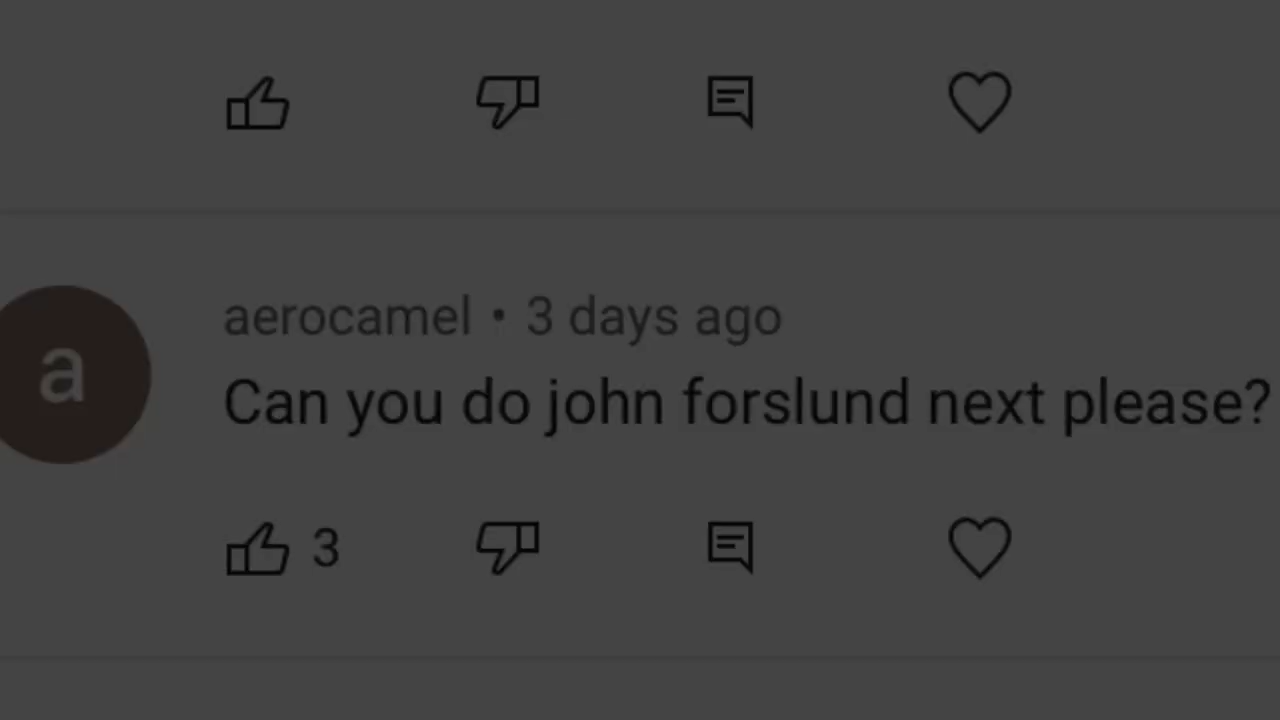 aerocamel • 3 days ago
a
Can you do john forslund next please?
3